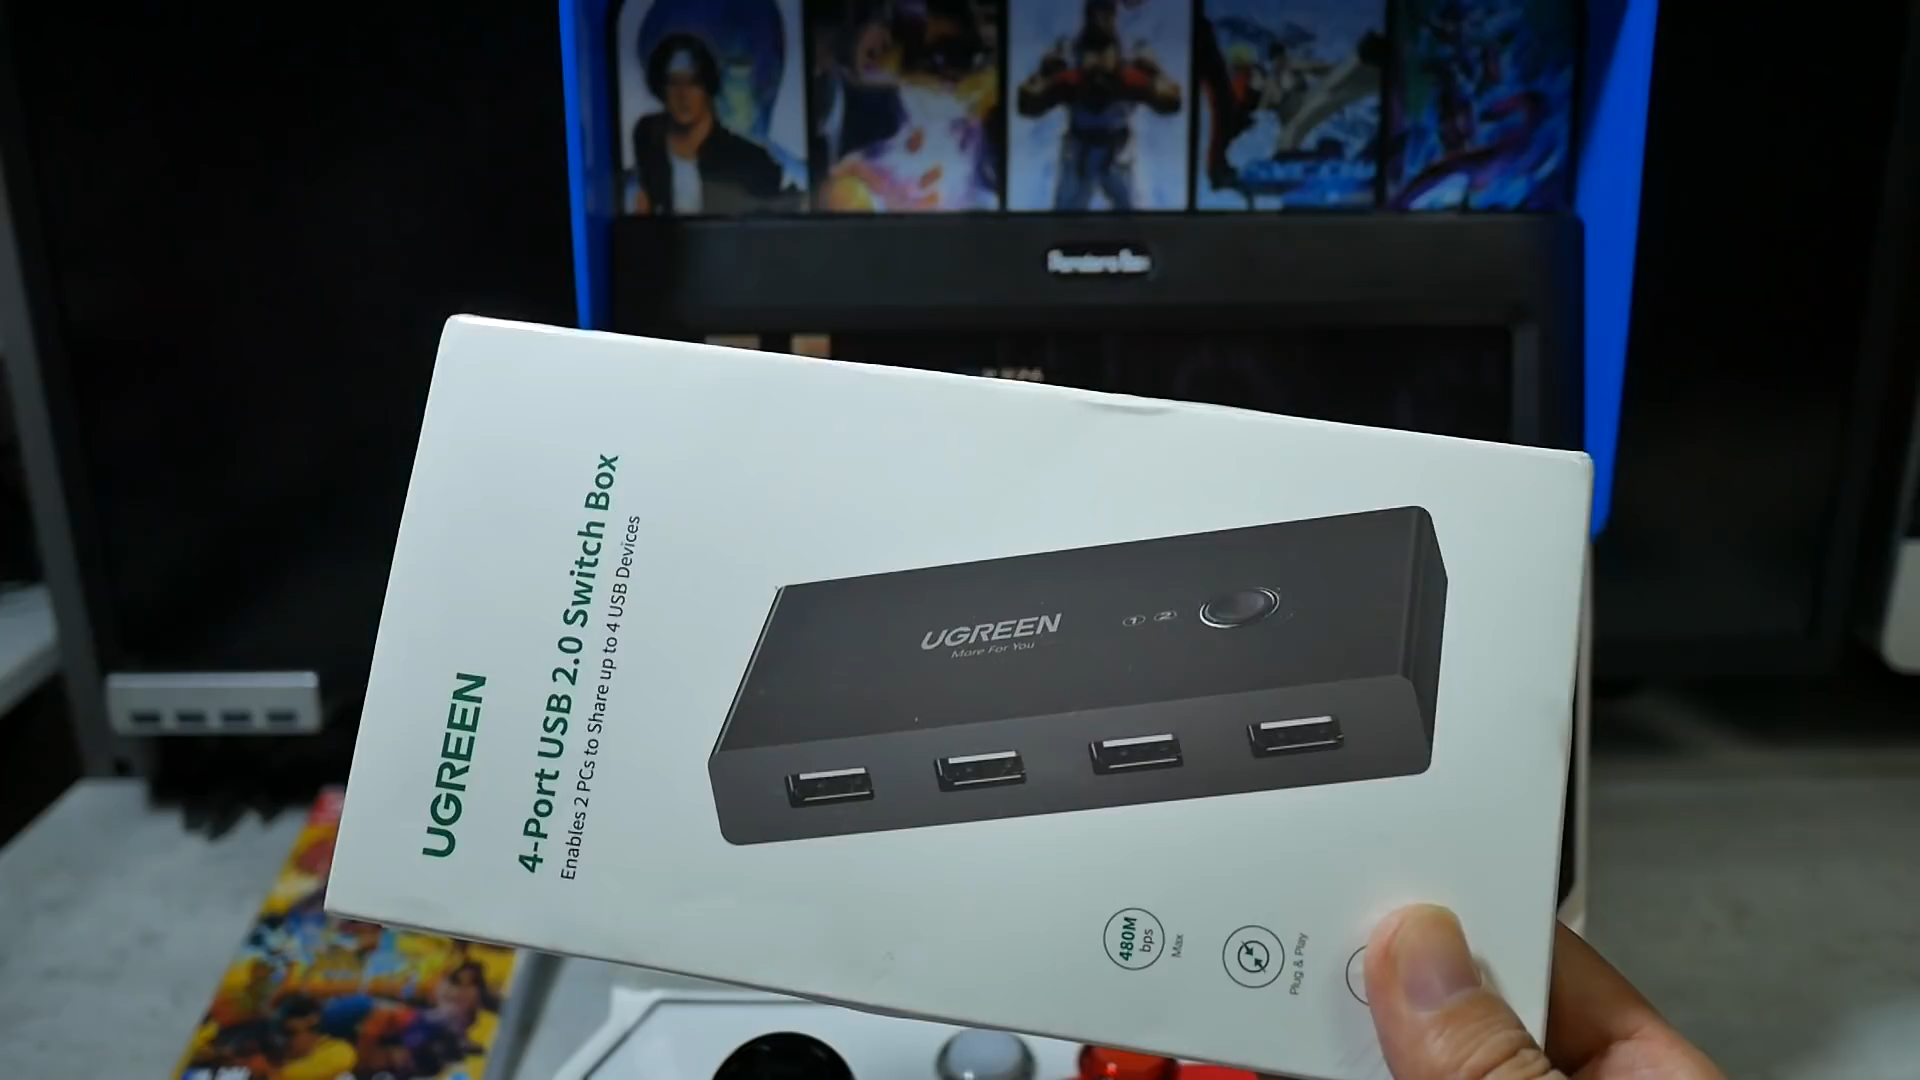 UGREEN
4-Port USB 2.0 Switch Box
Enables 2 PCs to Share up to 4 USB Devices
UGREEN
More For You
1 2
480M
bps
Max
Plug & Play